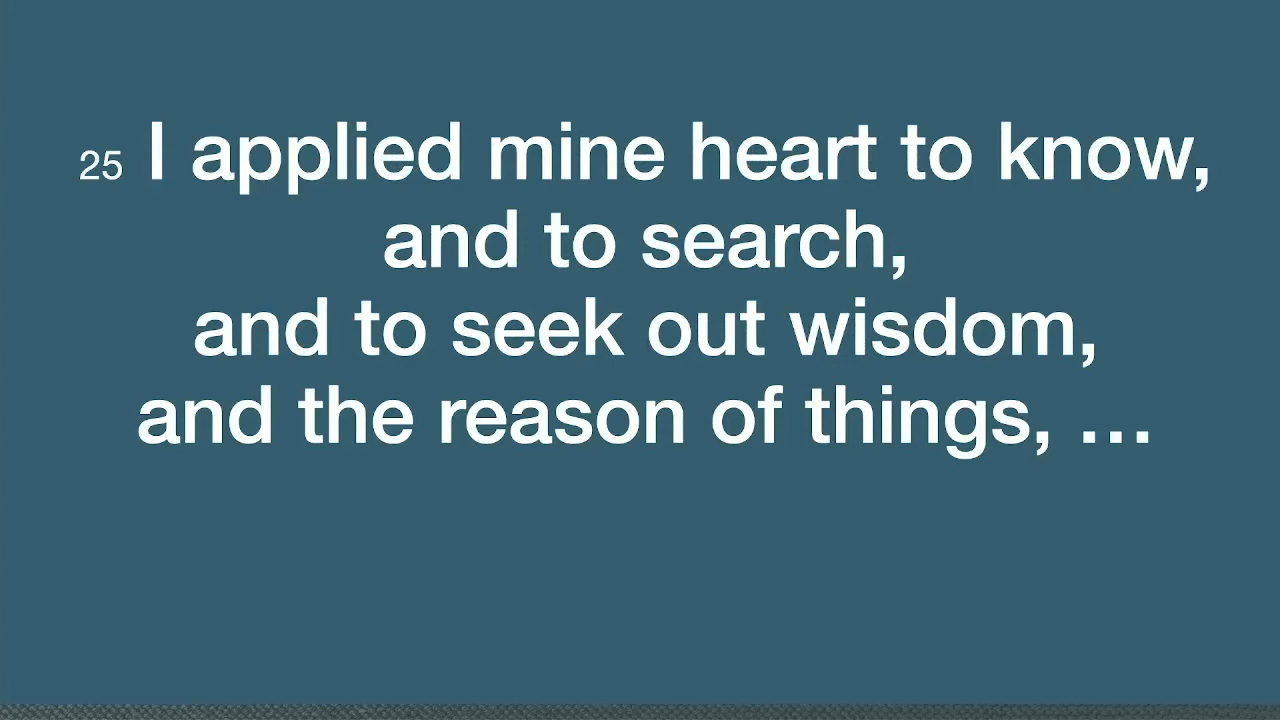 25 I applied mine heart to know,
and to search,
and to seek out wisdom,
and the reason of things, …